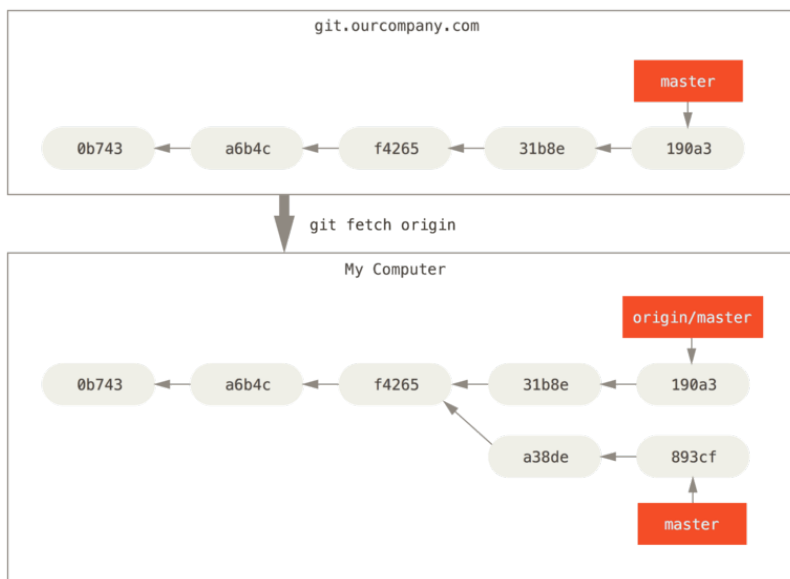 git.ourcompany.com
master
0b743 a6b4c f4265 31b8e 190a3
git fetch origin
My Computer
origin/master
0b743 a6b4c f4265 31b8e 190a3
a38de 893cf
master